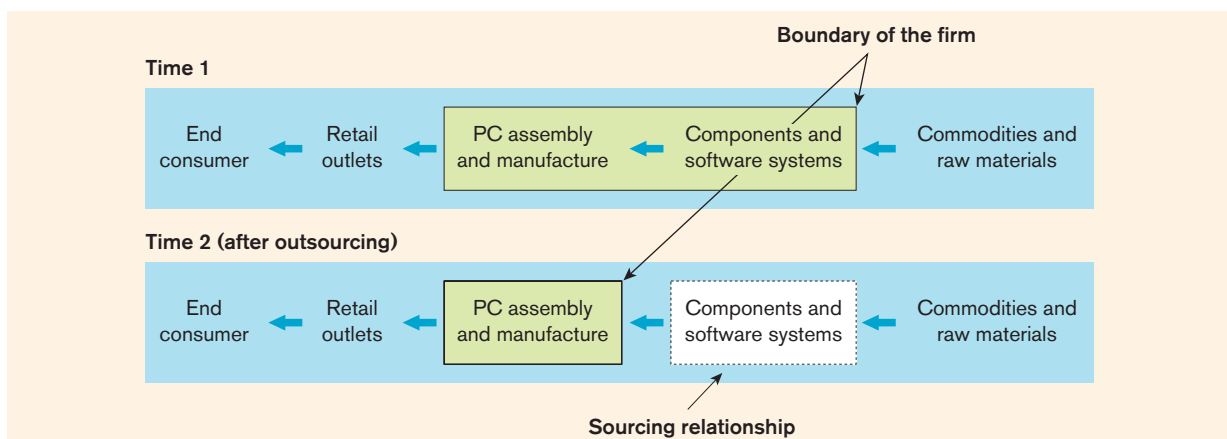 Boundary of the firm
Time 1
End
consumer
Retail
outlets
PC assembly
and manufacture
Components and
software systems
Commodities and
raw materials
Time 2 (after outsourcing)
End
consumer
Retail
outlets
PC assembly
and manufacture
Components and
software systems
Commodities and
raw materials
Sourcing relationship